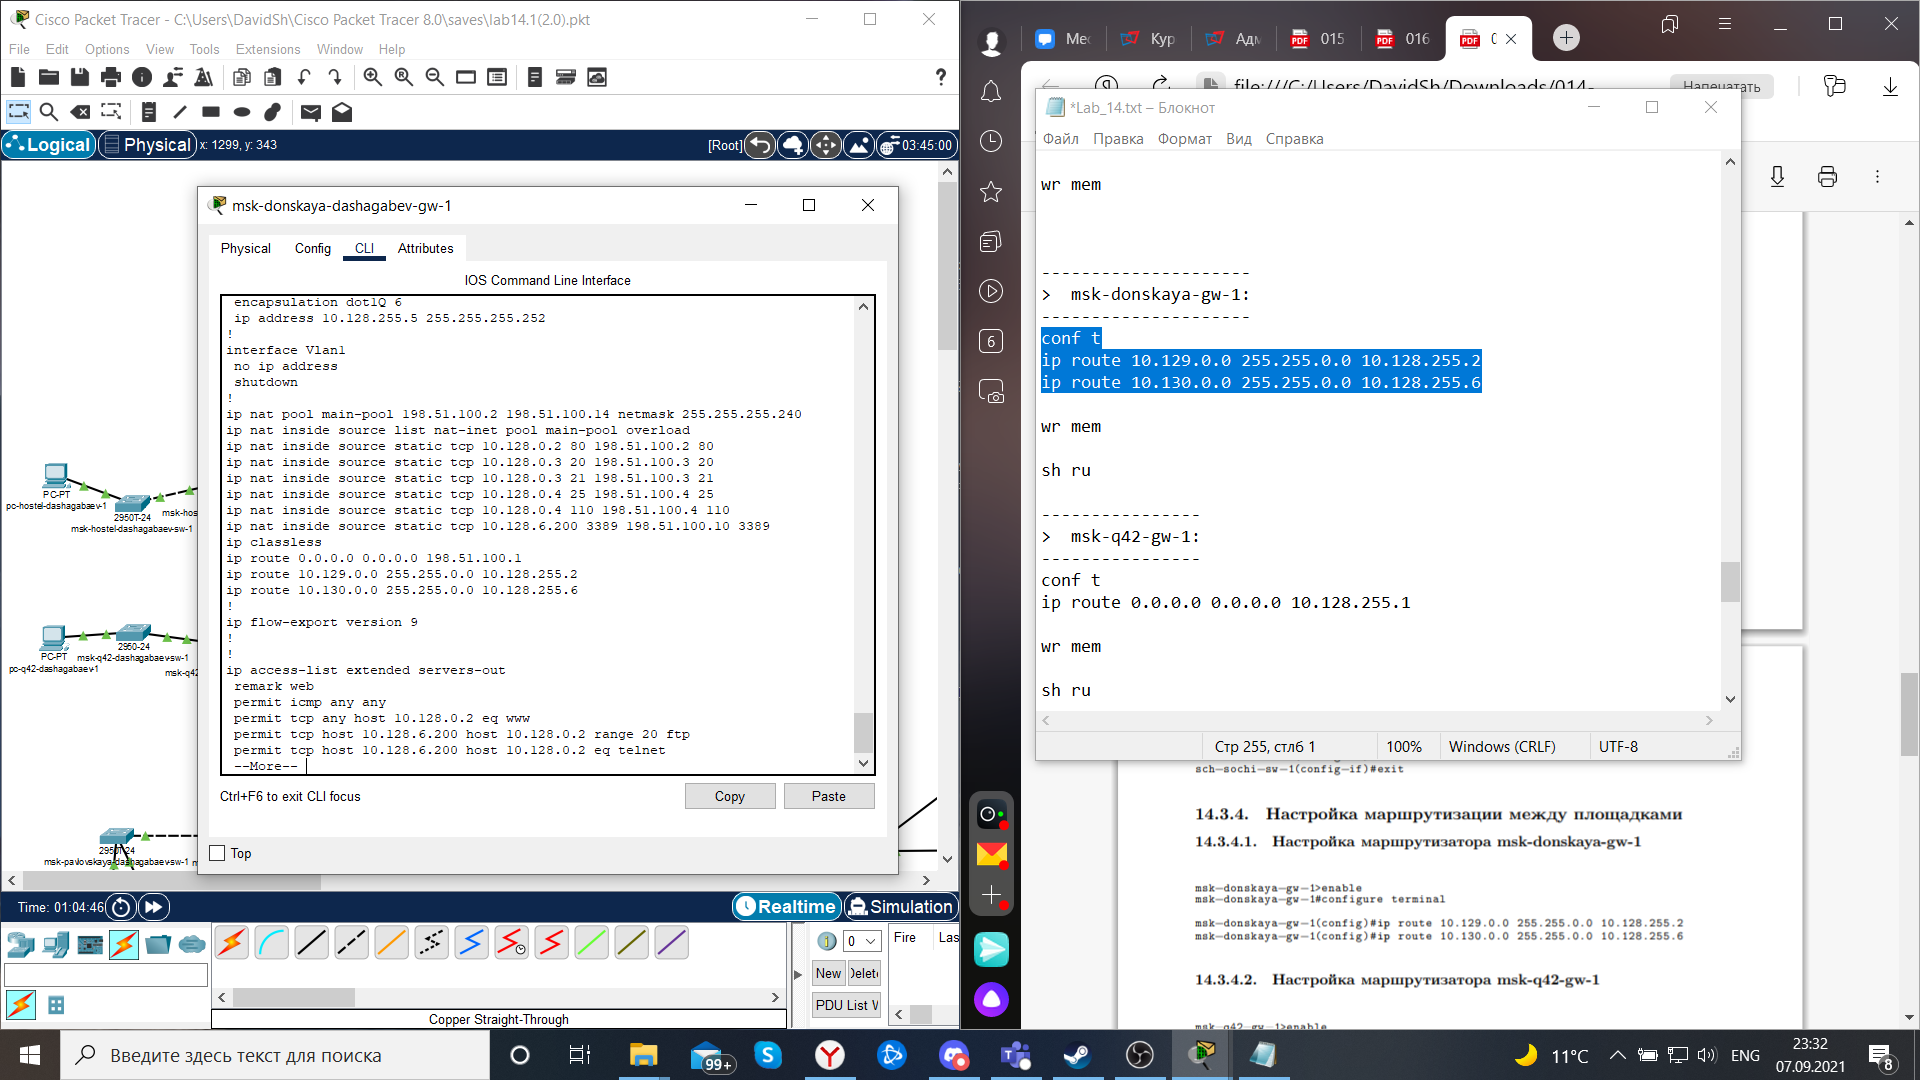 Cisco Packet Tracer - C:\Users\DavidSh\Cisco Packet Tracer 8.0\saves\lab14.1(2.0).pkt
File Edit Options View Tools Extensions Window Help
Logical Physical x: 1299, y: 343
[Root] 03:45:00
PC-PT
pc-hostel-dashagabaev-1
2950T-24
msk-hostel-dashagabaev-sw-1
PC-PT
pc-q42-dashagabaev-1
2950-24
msk-q42-dashagabaev-sw-1
2950T-24
msk-pavlovskaya-dashagabaev-sw-1
msk-donskaya-dashagabev-gw-1
Physical Config CLI Attributes
IOS Command Line Interface
encapsulation dot1Q 6
ip address 10.128.255.5 255.255.255.252
!
interface Vlan1
no ip address
shutdown
!
ip nat pool main-pool 198.51.100.2 198.51.100.14 netmask 255.255.255.240
ip nat inside source list nat-inet pool main-pool overload
ip nat inside source static tcp 10.128.0.2 80 198.51.100.2 80
ip nat inside source static tcp 10.128.0.3 20 198.51.100.3 20
ip nat inside source static tcp 10.128.0.3 21 198.51.100.3 21
ip nat inside source static tcp 10.128.0.4 25 198.51.100.4 25
ip nat inside source static tcp 10.128.0.4 110 198.51.100.4 110
ip nat inside source static tcp 10.128.6.200 3389 198.51.100.10 3389
ip classless
ip route 0.0.0.0 0.0.0.0 198.51.100.1
ip route 10.129.0.0 255.255.0.0 10.128.255.2
ip route 10.130.0.0 255.255.0.0 10.128.255.6
!
ip flow-export version 9
!
!
ip access-list extended servers-out
remark web
permit icmp any any
permit tcp any host 10.128.0.2 eq www
permit tcp host 10.128.6.200 host 10.128.0.2 range 20 ftp
permit tcp host 10.128.6.200 host 10.128.0.2 eq telnet
--More--
Ctrl+F6 to exit CLI focus
Copy Paste
Top
Time: 01:04:46
Realtime Simulation
0
Fire Las
New
PDU List
Copper Straight-Through
Мес Кур Адм 015 016 0
file:///C:/Users/DavidSh/Downloads/014-
Напечатать
6
*Lab_14.txt – Блокнот
Файл Правка Формат Вид Справка
wr mem
---------------------
> msk-donskaya-gw-1:
---------------------
conf t
ip route 10.129.0.0 255.255.0.0 10.128.255.2
ip route 10.130.0.0 255.255.0.0 10.128.255.6
wr mem
sh ru
----------------
> msk-q42-gw-1:
----------------
conf t
ip route 0.0.0.0 0.0.0.0 10.128.255.1
wr mem
sh ru
Стр 255, стлб 1 100% Windows (CRLF) UTF-8
sch-sochi-sw-1(config-if)#exit
14.3.4. Настройка маршрутизации между площадками
14.3.4.1. Настройка маршрутизатора msk-donskaya-gw-1
msk-donskaya-gw-1>enable
msk-donskaya-gw-1#configure terminal
msk-donskaya-gw-1(config)#ip route 10.129.0.0 255.255.0.0 10.128.255.2
msk-donskaya-gw-1(config)#ip route 10.130.0.0 255.255.0.0 10.128.255.6
14.3.4.2. Настройка маршрутизатора msk-q42-gw-1
msk-q42-gw-1>enable
Введите здесь текст для поиска
99+
11°C
ENG
23:32
07.09.2021
8